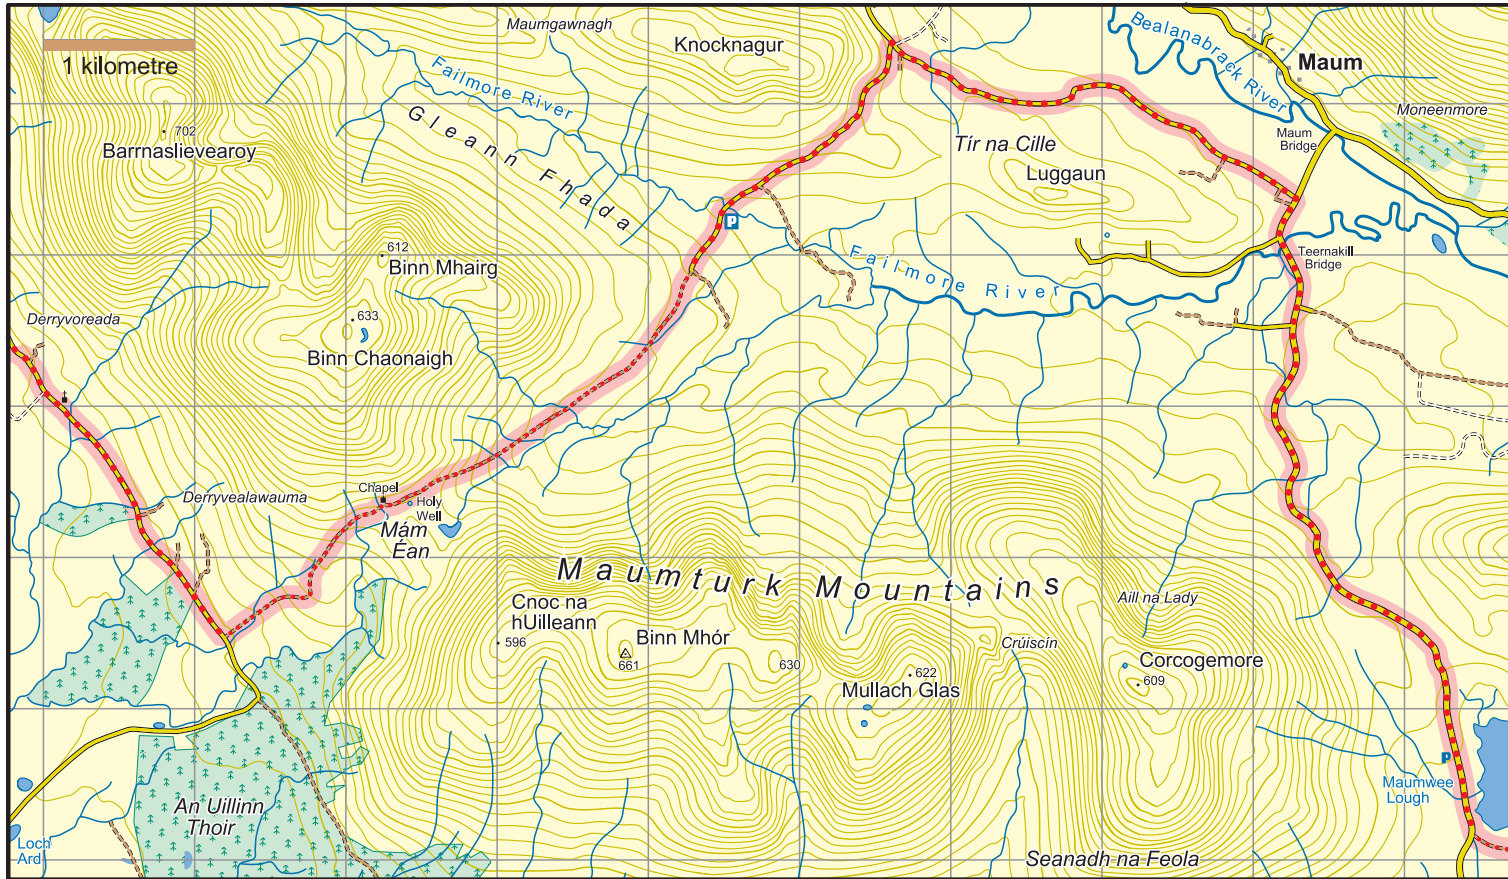 Maumgawnagh
Knocknagur
Bealanabrack River
Maum
1 kilometre
Failmore River
Gleann Fhada
702
Barrnaslievearoy
Moneenmore
Maum
Bridge
Tír na Cille
Luggaun
P
612
Binn Mhairg
Failmore River
Teernakill
Bridge
Derryvoreada
633
Binn Chaonaigh
Chapel
Holy
Well
Derryvealawauma
Mám
Éan
Maumturk Mountains
Cnoc na
hUilleann
596
Binn Mhór
661
630
622
Mullach Glas
Crúiscín
Aill na Lady
Corcogemore
609
P
Maumwee
Lough
An Uillinn
Thoir
Loch
Ard
Seanadh na Feola